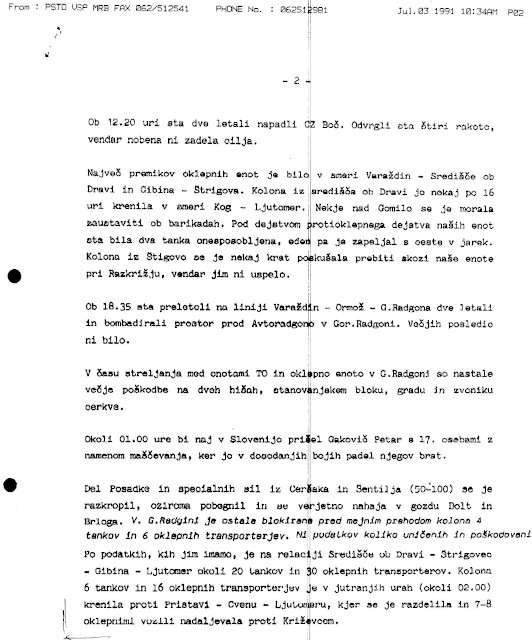 From : PSTO VSP MRB FAX 062/512541 PHONE No. : 062512981 Jul.03 1991 10:34AM P02
- 2 -
Ob 12.20 uri sta dve letali napadli CZ Boč. Odvrgli sta štiri rakete,
vendar nobena ni zadela cilja.
Največ premikov oklepnih enot je bilo v smeri Varaždin - Središče ob
Dravi in Gibina - Strigova. Kolona iz središča ob Dravi jo nekaj po 16
uri krenila v smeri Kog - Ljutomer. Nekje nad Gomilo se je morala
zaustaviti ob barikadah. Pod dejstvom protioklepnega dejstva naših enot
sta bila dva tanka onesposobljena, eden pa je zapeljal s ceste v jarek.
Kolona iz Štigovo se je nekaj krat poskušala prebiti skozi naše enote
pri Razkrižju, vendar jim ni uspelo.
Ob 18.35 sta preletoli na liniji Varaždin - Ormož - G.Radgona dve letali
in bombadirali prostor prod Avtoradgono v Gor.Radgoni. Večjih posledic
ni bilo.
V času streljanja med enotami TO in oklepno enoto v G.Radgoni so nastale
večje poškodbe na dveh hišah, stanovanjskem bloku, gradu in zvoniku
cerkve.
Okoli 01.00 ure bi naj v Slovenijo prišel Gakovič Petar s 17. osebami z
namenom maščevanja, ker jo v dosedanjih bojih padel njegov brat.
Del Posadke in specialnih sil iz Ceršaka in Šentilja (50-100) se je
razkropil, oziroma pobegnil in se verjetno nahaja v gozdu Dolt in
Brloga. V. G.Radgini je ostale blokirane pred mejnim prehodom kolona 4
tankov in 6 oklepnih transporterjev. Ni podatkov koliko uničenih in poškodovani
Po podatkih, kih jim imamo, je na relaciji Središče ob Dravi - Strigovec
- Gibina - Ljutomer okoli 20 tankov in 30 oklepnih transporterov. Kolona
6 tankov in 16 oklepnih transporterjev je v jutranjih urah (okoli 02.00)
krenila proti Pristavi - Cvenu - Ljutomeru, kjer se je razdelila in 7-8
oklepnimi vozili nadaljevala proti Križevcem.